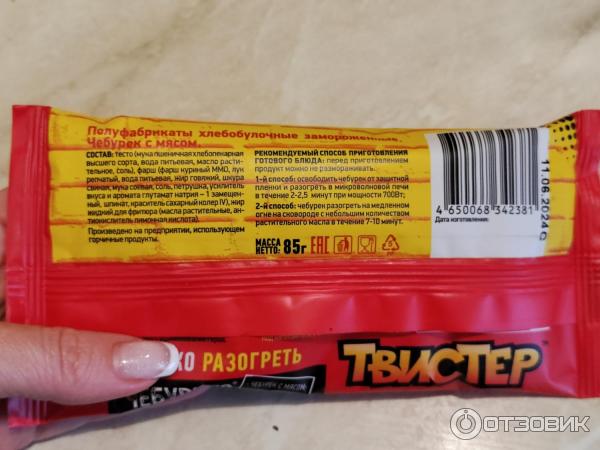 Полуфабрикаты хлебобулочные замороженные.
Чебурек с мясом.
СОСТАВ: тесто (мука пшеничная хлебопекарная
высшего сорта, вода питьевая, масло расти-
тельное, соль), фарш (фарш куриный ММО, лук
репчатый, вода питьевая, жир говяжий, шкура
свиная, мука соевая, соль, петрушка, усилитель
вкуса и аромата глутамат натрия - 1 замещен-
ный, шпинат, краситель сахарный колер IV), жир
жидкий для фритюра (масла растительные, ан-
тиокислитель лимонная кислота).
Произведено на предприятии, использующем
горчичные продукты.
РЕКОМЕНДУЕМЫЙ СПОСОБ ПРИГОТОВЛЕНИЯ
ГОТОВОГО БЛЮДА: перед приготовлением
продукт можно не размораживать.
1-й способ: освободить чебурек от защитной
пленки и разогреть в микроволновой печи
в течение 2-2,5 минут при мощности 700Вт;
2-й способ: чебурек разогреть на медленном
огне на сковороде с небольшим количеством
растительного масла в течение 7-10 минут.
МАССА
НЕТТО: 85г EAC
5
PP
4 650068 342381
Дата изготовления:
11.06.2024
КО РАЗОГРЕТЬ
ТВИСТЕР
ЧЕБУРЕК С МЯСОМ
ОТЗОВИК